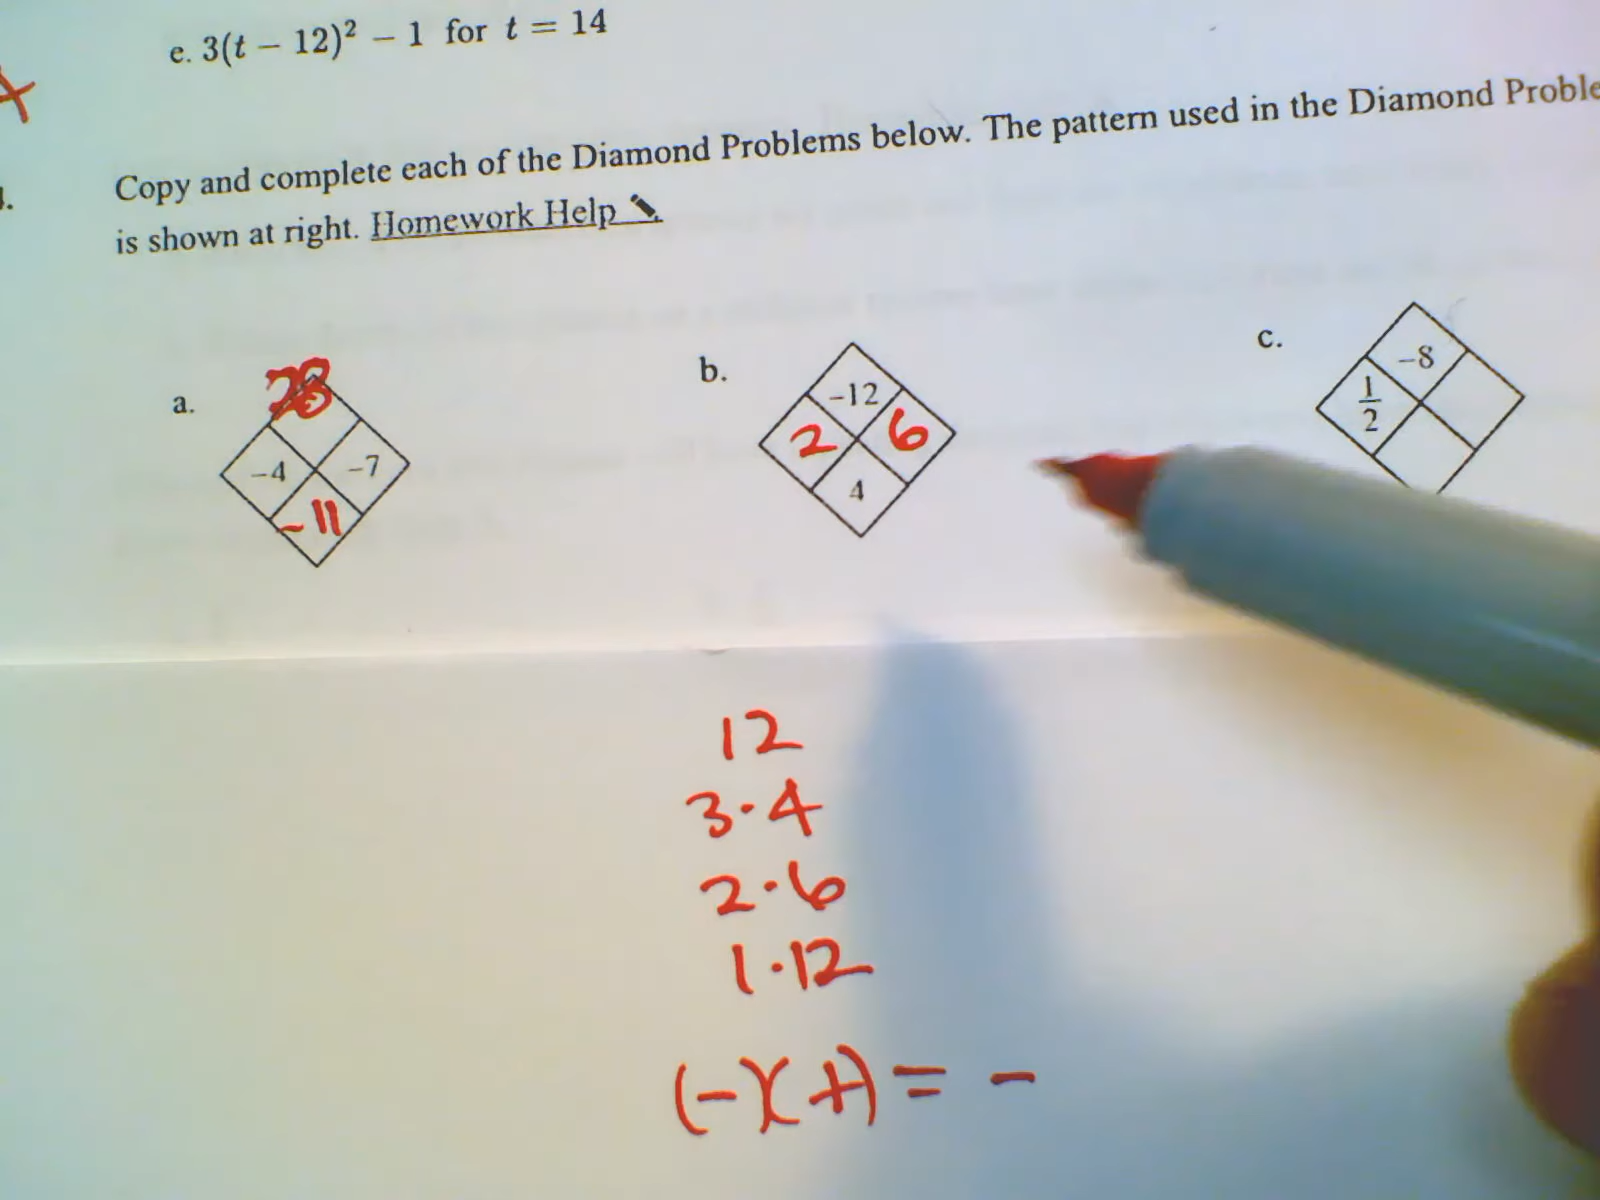 e. 3(t − 12)² − 1 for t = 14
Copy and complete each of the Diamond Problems below. The pattern used in the Diamond Proble
is shown at right. Homework Help
a.
28
−4
−7
−11
b.
−12
2
6
4
c.
−8
1/2
12
3·4
2·6
1·12
(−)(+) = −